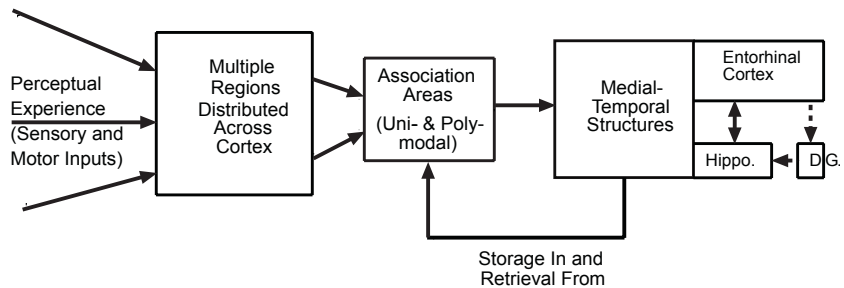 Perceptual
Experience
(Sensory and
Motor Inputs)
Multiple
Regions
Distributed
Across
Cortex
Association
Areas
(Uni- & Poly-
modal)
Medial-
Temporal
Structures
Entorhinal
Cortex
Hippo.
D.G.
Storage In and
Retrieval From